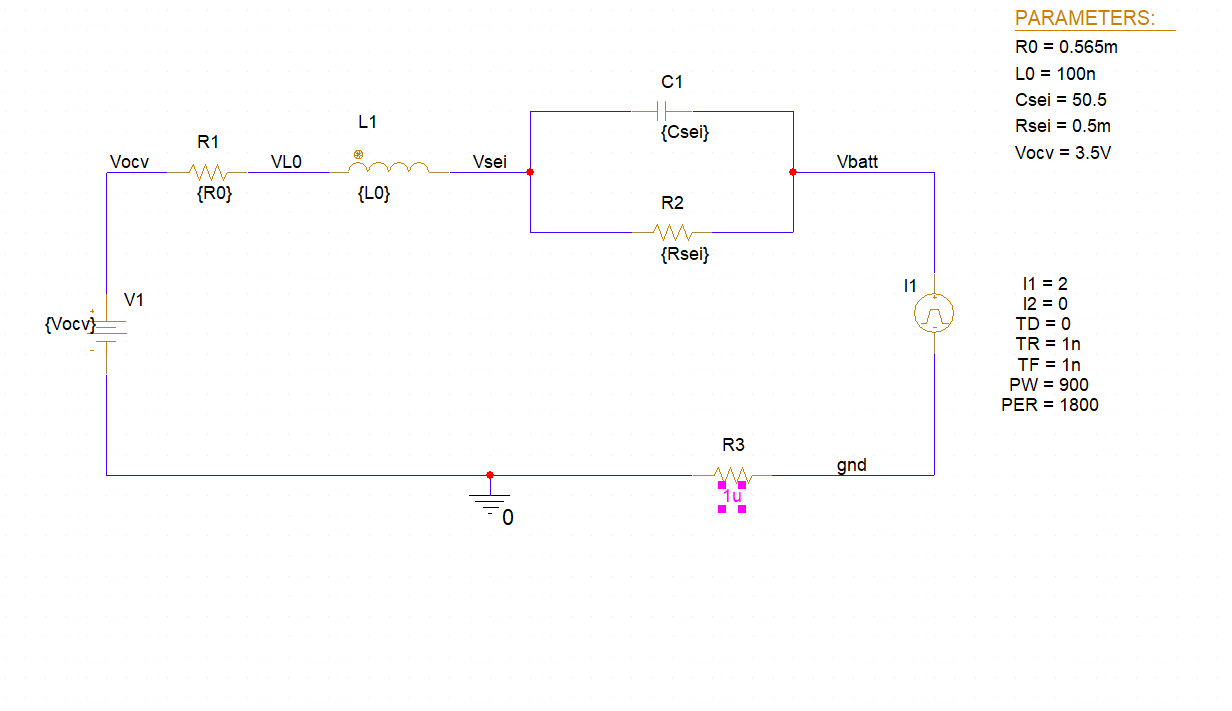 PARAMETERS:
R0 = 0.565m
L0 = 100n
Csei = 50.5
Rsei = 0.5m
Vocv = 3.5V
C1
{Csei}
L1
R1
Vocv
VL0
Vsei
Vbatt
{R0}
{L0}
R2
{Rsei}
V1
{Vocv}
I1
I1 = 2
I2 = 0
TD = 0
TR = 1n
TF = 1n
PW = 900
PER = 1800
R3
gnd
1u
0